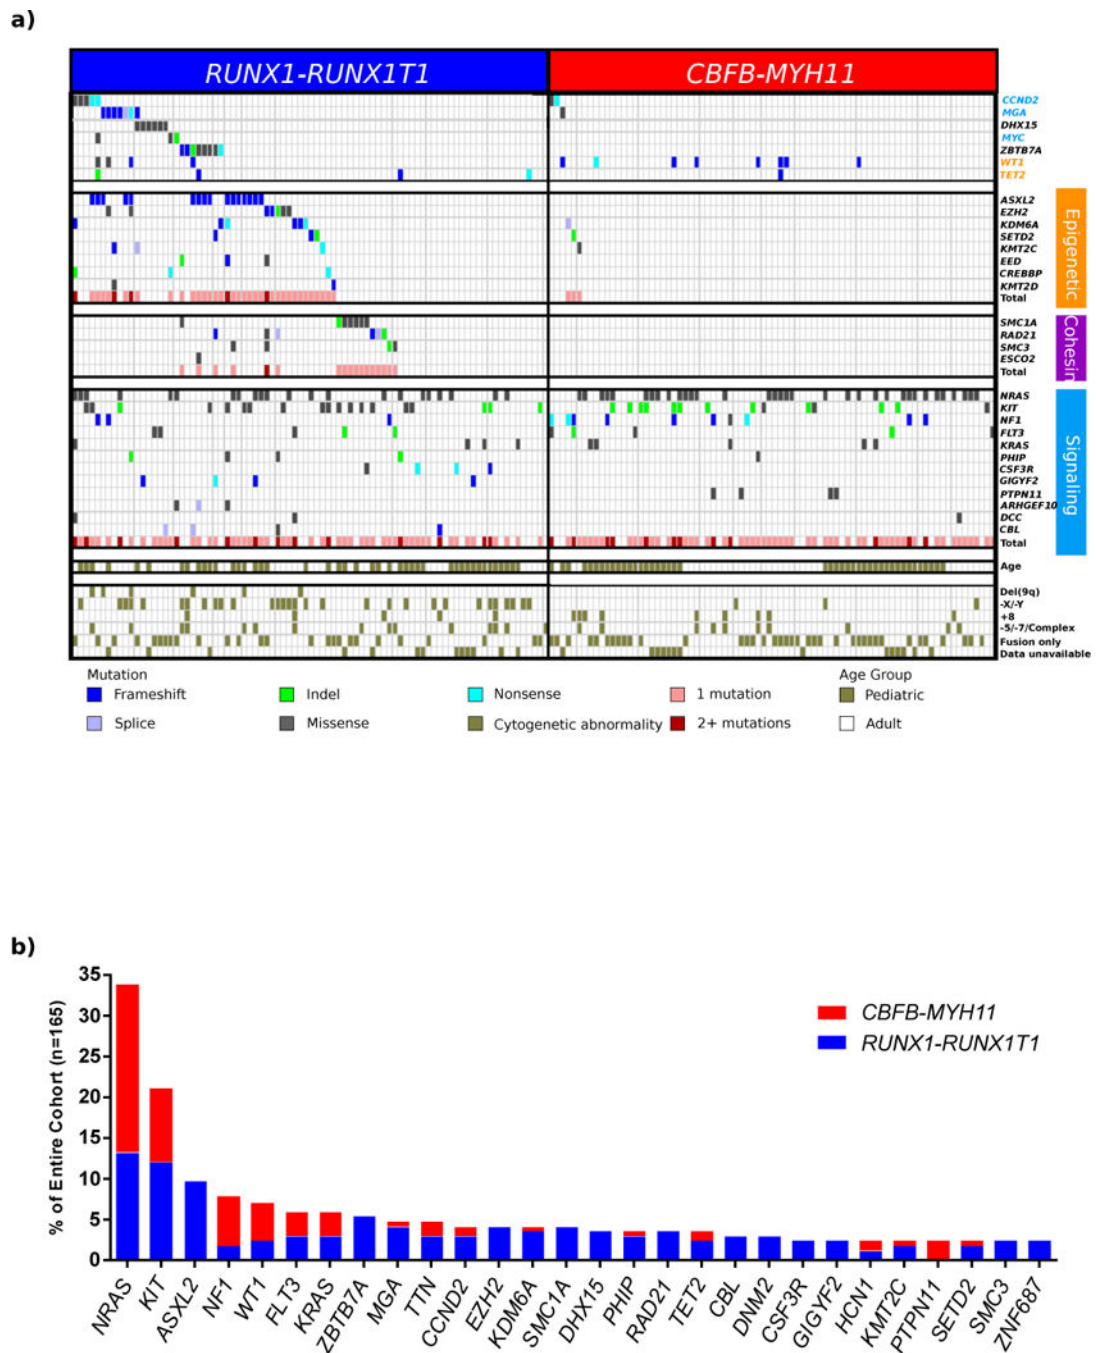 a)
RUNX1-RUNX1T1
CBFB-MYH11
CCND2
MGA
DHX15
MYC
ZBTB7A
WT1
TET2
ASXL2
EZH2
KDM6A
SETD2
KMT2C
EED
CREBBP
KMT2D
Total
Epigenetic
SMC1A
RAD21
SMC3
ESCO2
Total
Cohesin
NRAS
KIT
NF1
FLT3
KRAS
PHIP
CSF3R
GIGYF2
PTPN11
ARHGEF10
DCC
CBL
Total
Signaling
Age
Del(9q)
-X/-Y
+8
-5/-7/Complex
Fusion only
Data unavailable
Mutation
Frameshift
Indel
Nonsense
1 mutation
Age Group
Pediatric
Splice
Missense
Cytogenetic abnormality
2+ mutations
Adult
b)
% of Entire Cohort (n=165)
35
30
25
20
15
10
5
0
CBFB-MYH11
RUNX1-RUNX1T1
NRAS
KIT
ASXL2
NF1
WT1
FLT3
KRAS
ZBTB7A
MGA
TTN
CCND2
EZH2
KDM6A
SMC1A
DHX15
PHIP
RAD21
TET2
CBL
DNM2
CSF3R
GIGYF2
HCN1
KMT2C
PTPN11
SETD2
SMC3
ZNF687